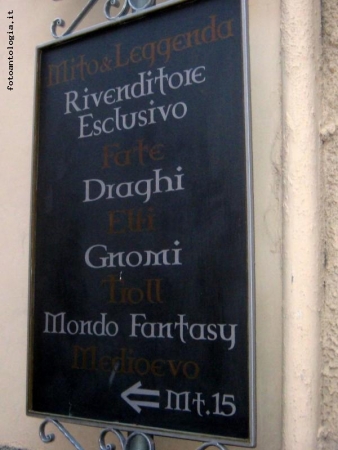 Mito & Leggenda
Rivenditore
Esclusivo
Fate
Draghi
Elfi
Gnomi
Troll
Mondo Fantasy
Medioevo
⇐ Mt.15
fotoantologia.it